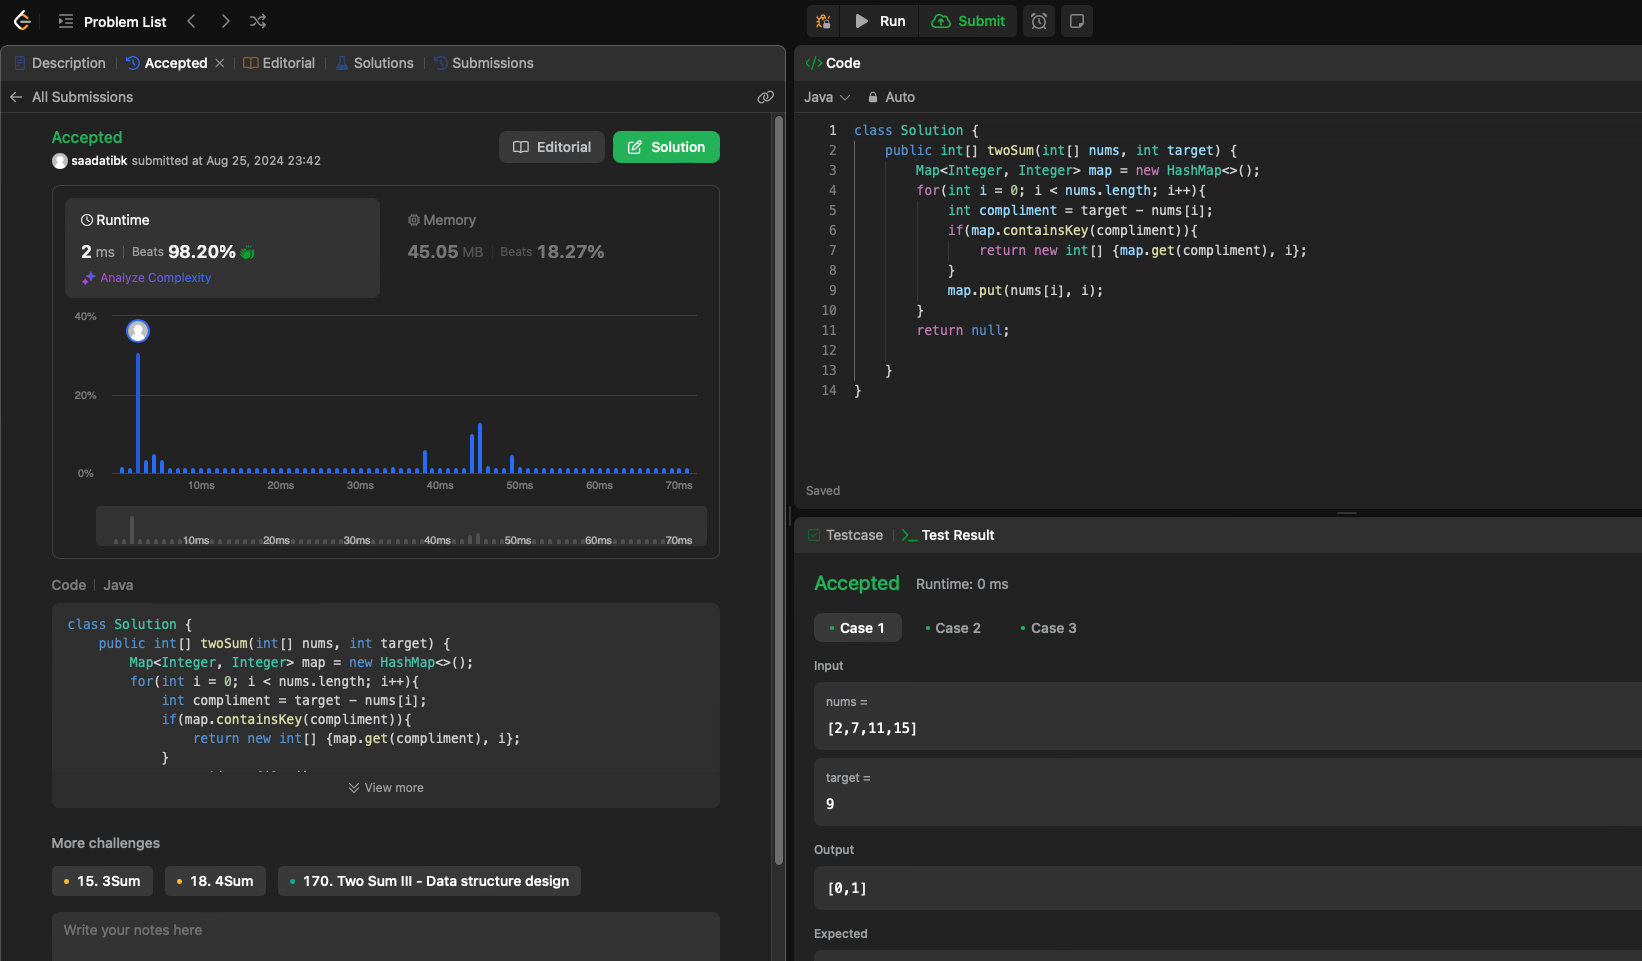 Problem List
Run
Submit
Description
Accepted
Editorial
Solutions
Submissions
All Submissions
Accepted
saadatibk submitted at Aug 25, 2024 23:42
Editorial
Solution
Runtime
2 ms | Beats 98.20%
Analyze Complexity
Memory
45.05 MB | Beats 18.27%
40%
20%
0%
10ms 20ms 30ms 40ms 50ms 60ms 70ms
10ms 20ms 30ms 40ms 50ms 60ms 70ms
Code | Java
class Solution {
    public int[] twoSum(int[] nums, int target) {
        Map<Integer, Integer> map = new HashMap<>();
        for(int i = 0; i < nums.length; i++){
            int compliment = target - nums[i];
            if(map.containsKey(compliment)){
                return new int[] {map.get(compliment), i};
            }
View more
More challenges
15. 3Sum
18. 4Sum
170. Two Sum III - Data structure design
Write your notes here
</> Code
Java
Auto
1 class Solution {
2     public int[] twoSum(int[] nums, int target) {
3         Map<Integer, Integer> map = new HashMap<>();
4         for(int i = 0; i < nums.length; i++){
5             int compliment = target - nums[i];
6             if(map.containsKey(compliment)){
7                 return new int[] {map.get(compliment), i};
8             }
9             map.put(nums[i], i);
10         }
11         return null;
12
13     }
14 }
Saved
Testcase
Test Result
Accepted
Runtime: 0 ms
Case 1
Case 2
Case 3
Input
nums =
[2,7,11,15]
target =
9
Output
[0,1]
Expected